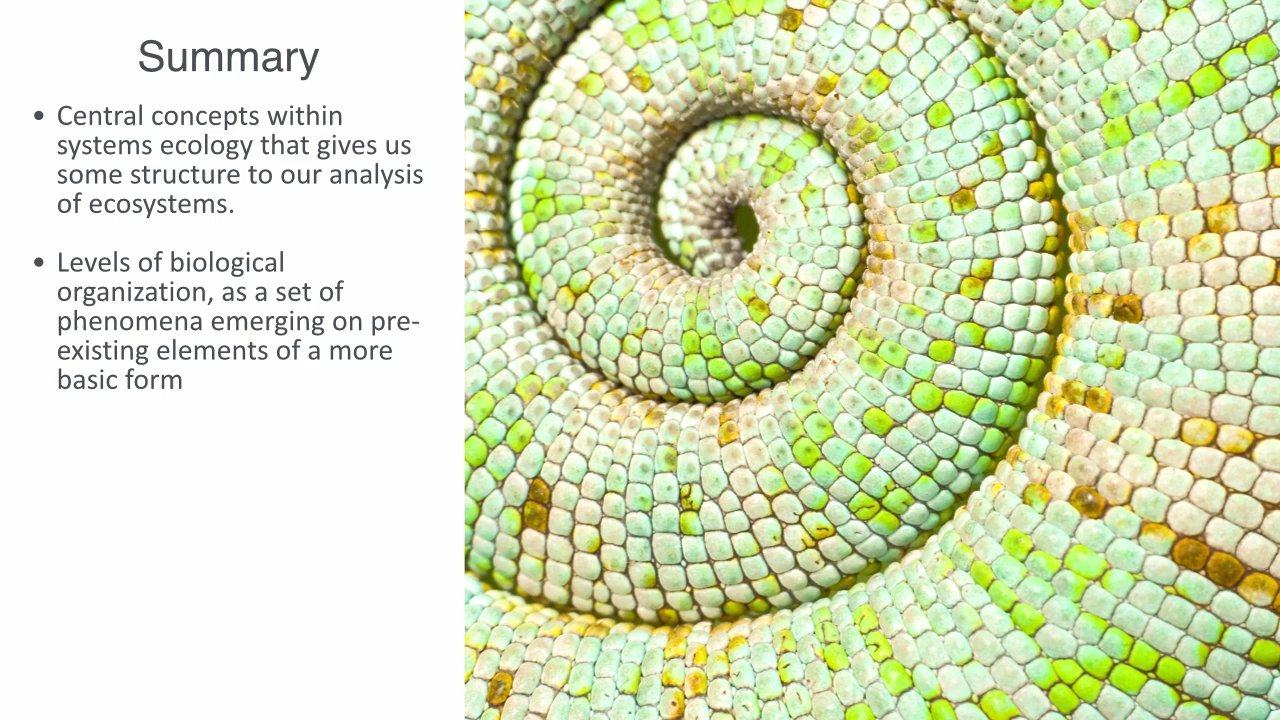 Summary
• Central concepts within
systems ecology that gives us
some structure to our analysis
of ecosystems.
• Levels of biological
organization, as a set of
phenomena emerging on pre-
existing elements of a more
basic form